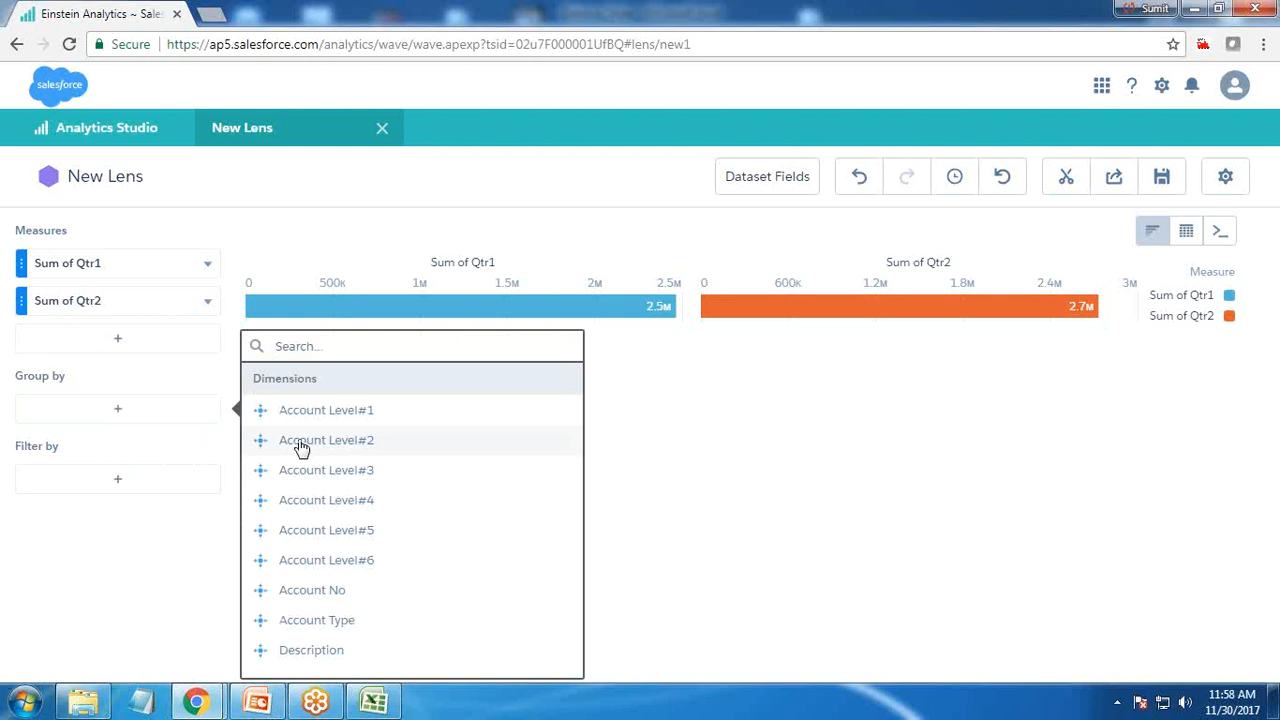 Einstein Analytics ~ Sales
Sumit
Secure
https://ap5.salesforce.com/analytics/wave/wave.apexp?tid=02u7F000001UfBQ#lens/new1
salesforce
Analytics Studio
New Lens
New Lens
Dataset Fields
Measures
Sum of Qtr1
Sum of Qtr2
+
Group by
+
Filter by
+
Sum of Qtr1
0 500K 1M 1.5M 2M 2.5M
2.5M
Sum of Qtr2
0 600K 1.2M 1.8M 2.4M 3M
2.7M
Measure
Sum of Qtr1
Sum of Qtr2
Search...
Dimensions
Account Level#1
Account Level#2
Account Level#3
Account Level#4
Account Level#5
Account Level#6
Account No
Account Type
Description
11:58 AM
11/30/2017